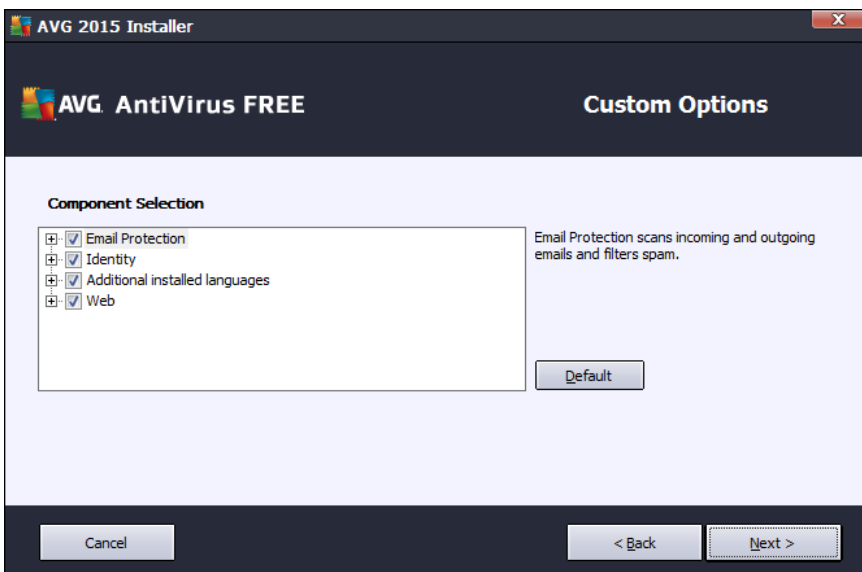 AVG 2015 Installer
AVG. AntiVirus FREE
Custom Options
Component Selection
Email Protection
Identity
Additional installed languages
Web
Email Protection scans incoming and outgoing
emails and filters spam.
Default
Cancel
< Back
Next >